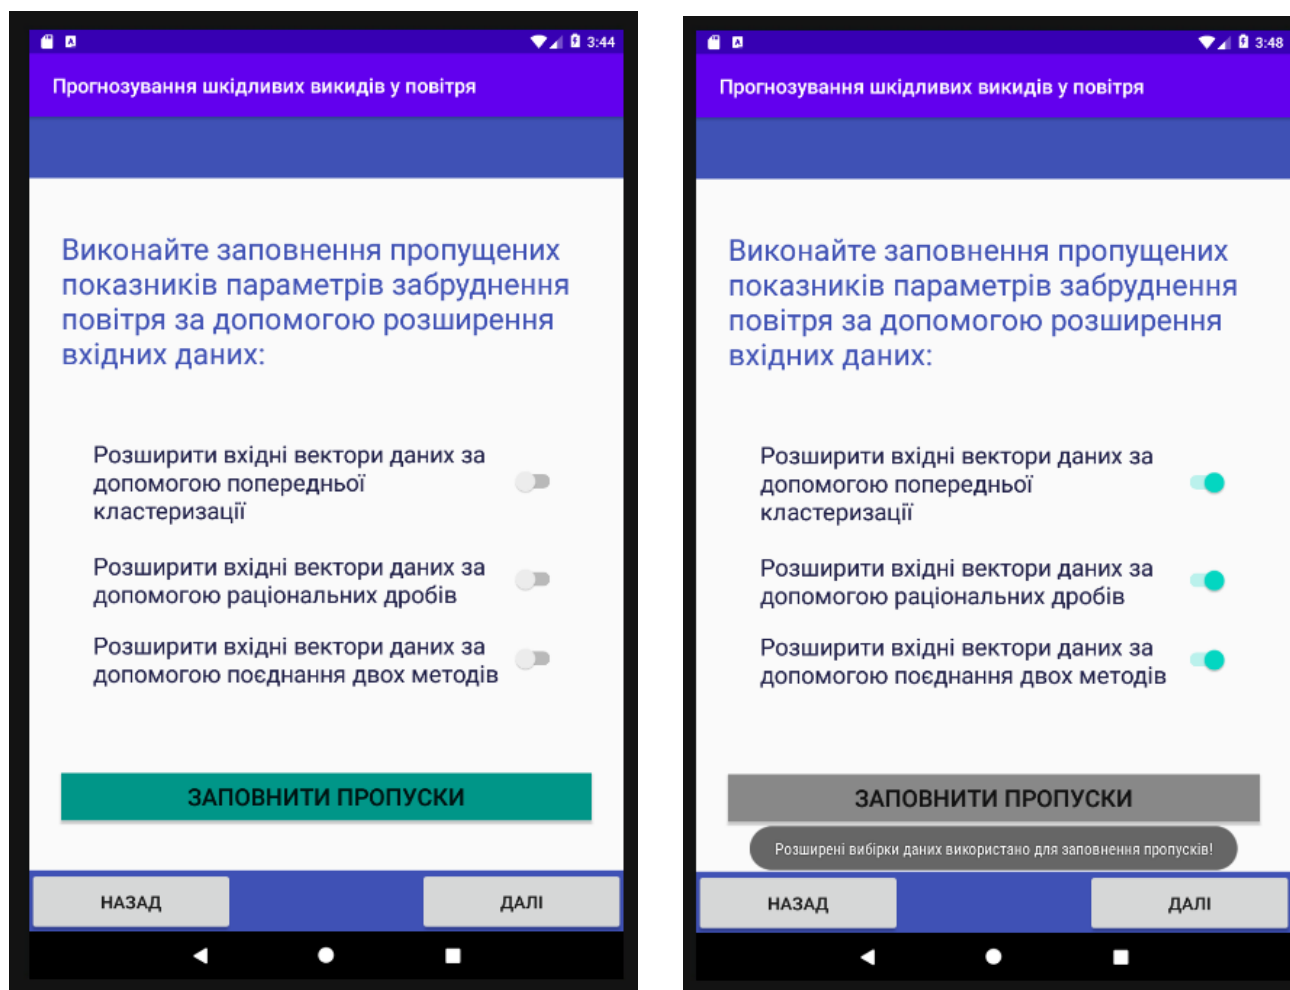 3:44
Прогнозування шкідливих викидів у повітря
Виконайте заповнення пропущених
показників параметрів забруднення
повітря за допомогою розширення
вхідних даних:
Розширити вхідні вектори даних за
допомогою попередньої
кластеризації
Розширити вхідні вектори даних за
допомогою раціональних дробів
Розширити вхідні вектори даних за
допомогою поєднання двох методів
ЗАПОВНИТИ ПРОПУСКИ
НАЗАД
ДАЛІ
3:48
Прогнозування шкідливих викидів у повітря
Виконайте заповнення пропущених
показників параметрів забруднення
повітря за допомогою розширення
вхідних даних:
Розширити вхідні вектори даних за
допомогою попередньої
кластеризації
Розширити вхідні вектори даних за
допомогою раціональних дробів
Розширити вхідні вектори даних за
допомогою поєднання двох методів
ЗАПОВНИТИ ПРОПУСКИ
Розширені вибірки даних використано для заповнення пропусків!
НАЗАД
ДАЛІ